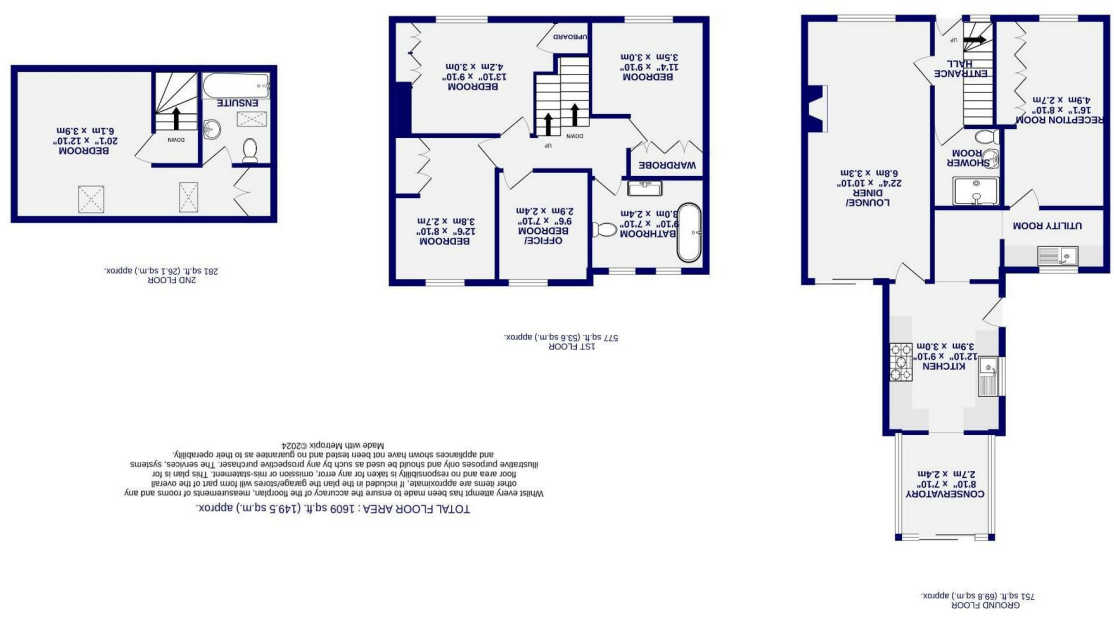 GROUND FLOOR
751 sq.ft. (69.8 sq.m.) approx.
CONSERVATORY
8'10" x 7'10"
2.7m x 2.4m
KITCHEN
12'10" x 9'10"
3.9m x 3.0m
UTILITY ROOM
LOUNGE/
DINER
22'4" x 10'10"
6.8m x 3.3m
SHOWER
ROOM
RECEPTION ROOM
16'1" x 8'10"
4.9m x 2.7m
ENTRANCE
HALL
UP
1ST FLOOR
577 sq.ft. (53.6 sq.m.) approx.
BATHROOM
9'10" x 7'10"
3.0m x 2.4m
OFFICE/
BEDROOM
9'6" x 7'10"
2.9m x 2.4m
BEDROOM
12'6" x 8'10"
3.8m x 2.7m
WARDROBE
UP
DOWN
BEDROOM
11'4" x 9'10"
3.5m x 3.0m
BEDROOM
13'10" x 9'10"
4.2m x 3.0m
UPBOARD
2ND FLOOR
281 sq.ft. (26.1 sq.m.) approx.
BEDROOM
20'1" x 12'10"
6.1m x 3.9m
DOWN
ENSUITE
TOTAL FLOOR AREA : 1609 sq.ft. (149.5 sq.m.) approx.
Whilst every attempt has been made to ensure the accuracy of the floorplan, measurements of rooms and any
other items are approximate, If included in the plan the garage/stores will form part of the overall
floor area and no responsibility is taken for any error, omission or mis-statement. This plan is for
illustrative purposes only and should be used as such by any prospective purchaser. The services, systems
and appliances shown have not been tested and no guarantee as to their operability.
Made with Metropix ©2024